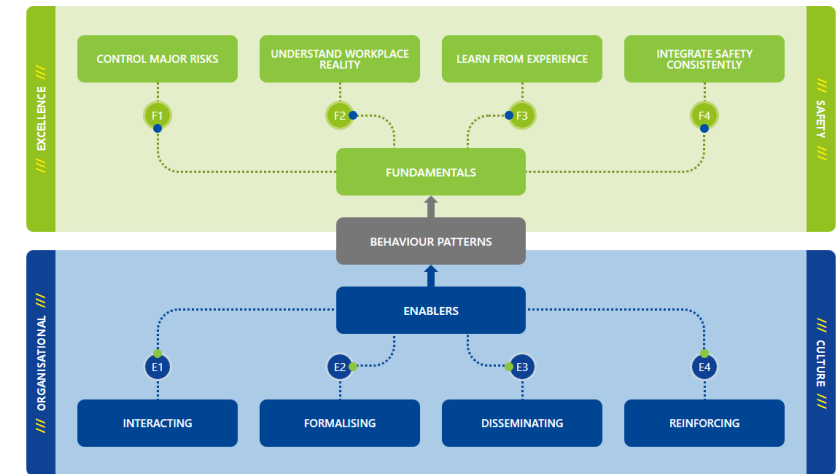 CONTROL MAJOR RISKS
UNDERSTAND WORKPLACE
REALITY
LEARN FROM EXPERIENCE
INTEGRATE SAFETY
CONSISTENTLY
/// EXCELLENCE ///
/// SAFETY ///
F1
F2
F3
F4
FUNDAMENTALS
BEHAVIOUR PATTERNS
ENABLERS
/// ORGANISATIONAL ///
/// CULTURE ///
E1
E2
E3
E4
INTERACTING
FORMALISING
DISSEMINATING
REINFORCING